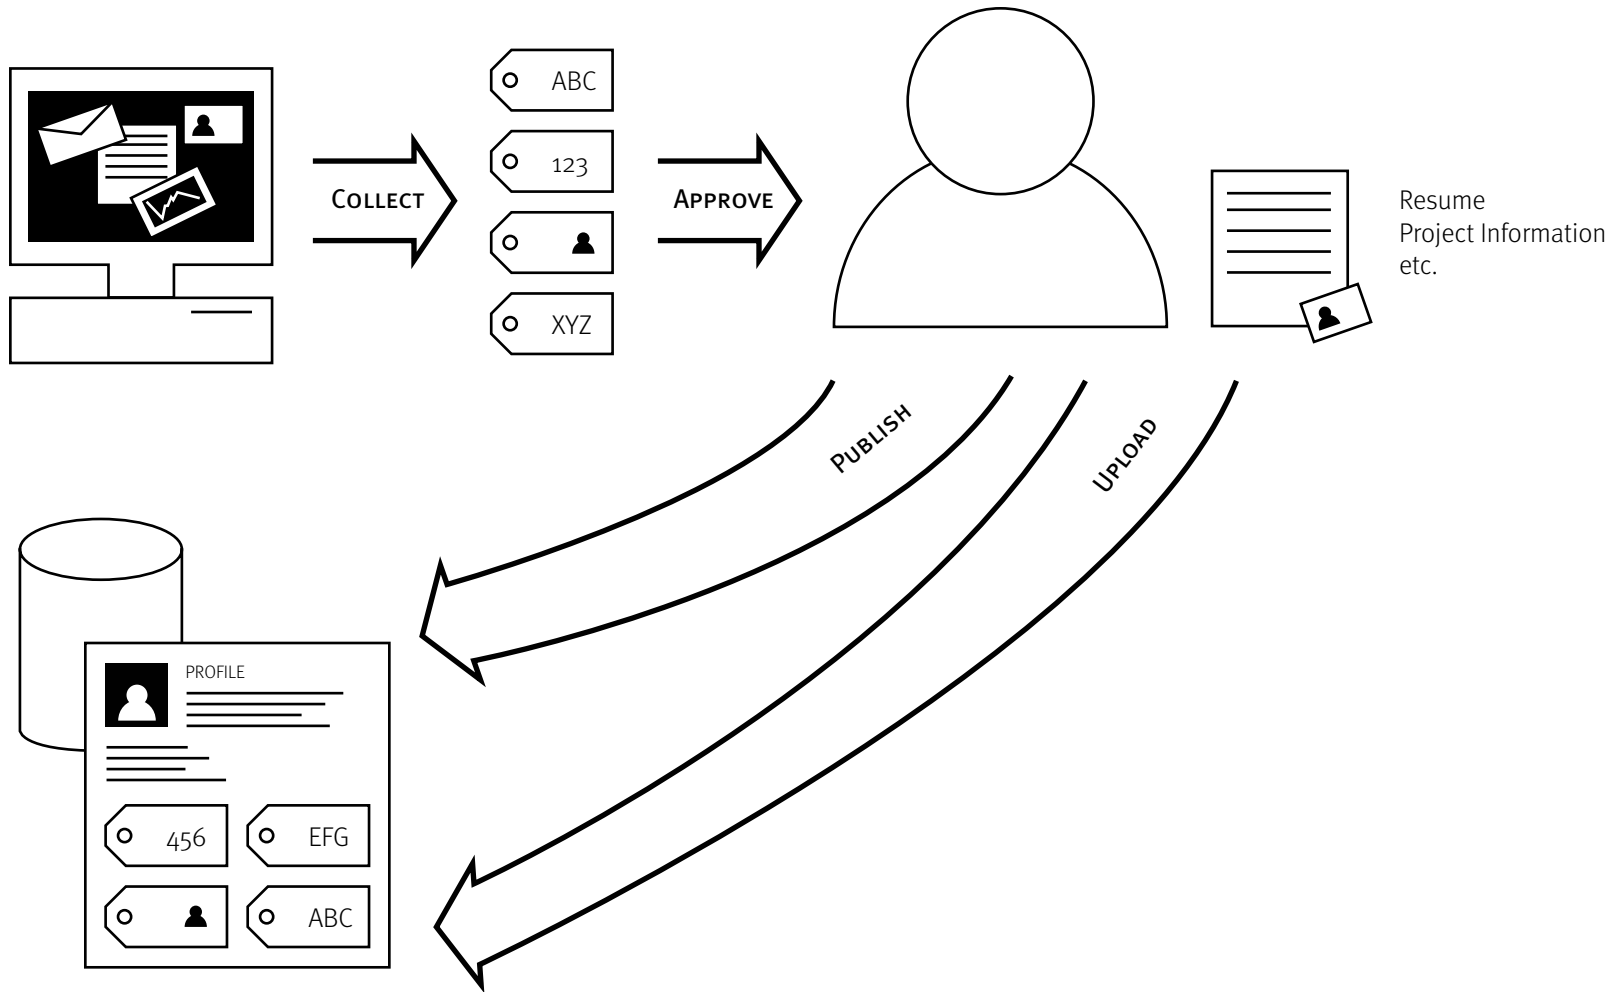 ABC
123
XYZ
COLLECT
APPROVE
Resume
Project Information
etc.
PUBLISH
UPLOAD
PROFILE
456
EFG
ABC